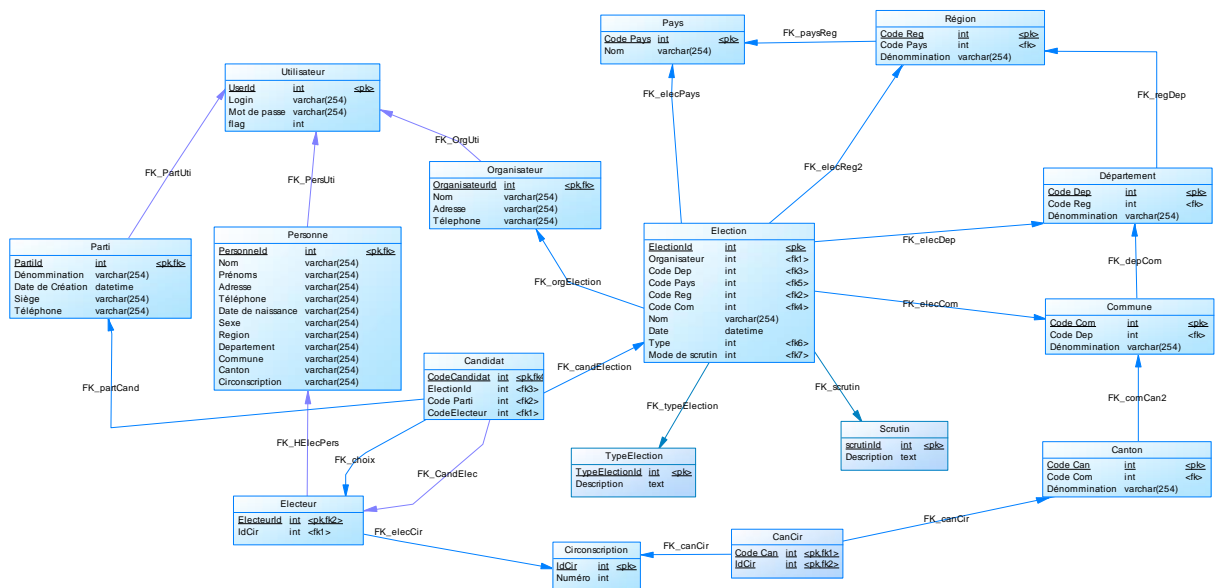 Pays
Code Pays int <pk>
Nom varchar(254)
FK_paysReg
Région
Code Reg int <pk>
Code Pays int <fk>
Dénommination varchar(254)
FK_regDep
Utilisateur
UserId int <pk>
Login varchar(254)
Mot de passe varchar(254)
flag int
FK_elecPays
FK_elecReg2
FK_PartUti
FK_PersUti
FK_OrgUti
Organisateur
OrganisateurId int <pk,fk>
Nom varchar(254)
Adresse varchar(254)
Télephone varchar(254)
Département
Code Dep int <pk>
Code Reg int <fk>
Dénommination varchar(254)
Parti
PartiId int <pk,fk>
Dénommination varchar(254)
Date de Création datetime
Siège varchar(254)
Téléphone varchar(254)
Personne
PersonneId int <pk,fk>
Nom varchar(254)
Prénoms varchar(254)
Adresse varchar(254)
Téléphone varchar(254)
Date de naissance varchar(254)
Sexe varchar(254)
Region varchar(254)
Departement varchar(254)
Commune varchar(254)
Canton varchar(254)
Circonscription varchar(254)
Election
ElectionId int <pk>
Organisateur int <fk1>
Code Dep int <fk3>
Code Pays int <fk5>
Code Reg int <fk2>
Code Com int <fk4>
Nom varchar(254)
Date datetime
Type int <fk6>
Mode de scrutin int <fk7>
FK_elecDep
FK_depCom
FK_orgElection
FK_elecCom
Commune
Code Com int <pk>
Code Dep int <fk>
Dénommination varchar(254)
Candidat
CodeCandidat int <pk,fk4
ElectionId int <fk3>
Code Parti int <fk2>
CodeElecteur int <fk1>
FK_candElection
FK_partCand
FK_typeElection
FK_scrutin
FK_comCan2
FK_HElecPers
FK_choix
FK_CandElec
Scrutin
scrutinId int <pk>
Description text
TypeElection
TypeElectionId int <pk>
Description text
Canton
Code Can int <pk>
Code Com int <fk>
Dénommination varchar(254)
Electeur
ElecteurId int <pk,fk2>
IdCir int <fk1>
FK_elecCir
Circonscription
IdCir int <pk>
Numéro int
FK_canCir
CanCir
Code Can int <pk,fk1>
IdCir int <pk,fk2>
FK_canCir